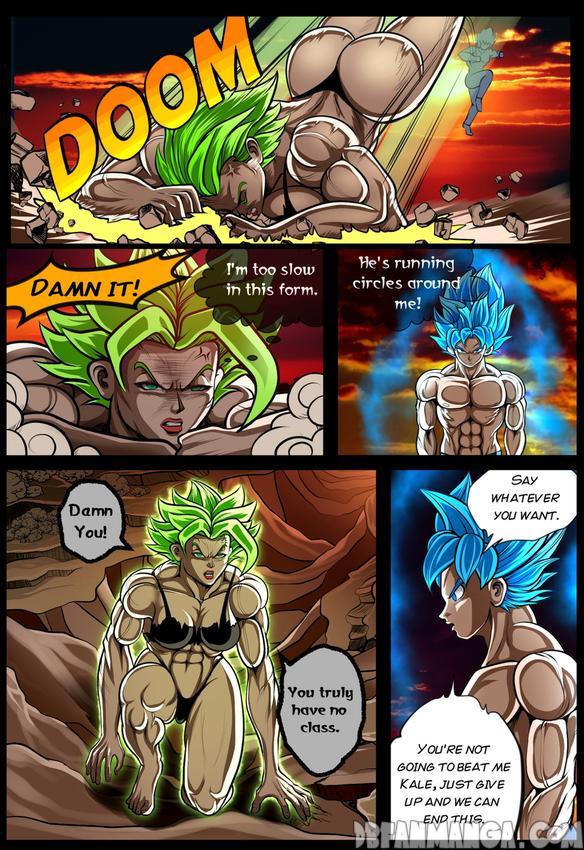 DOOM
DAMN IT!
I'm too slow
in this form.
He's running
circles around
me!
Damn
You!
You truly
have no
class.
SAY
WHATEVER
YOU WANT.
YOU'RE NOT
GOING TO BEAT ME
KALE, JUST GIVE
UP AND WE CAN
END THIS.
DBFANMANGA.COM